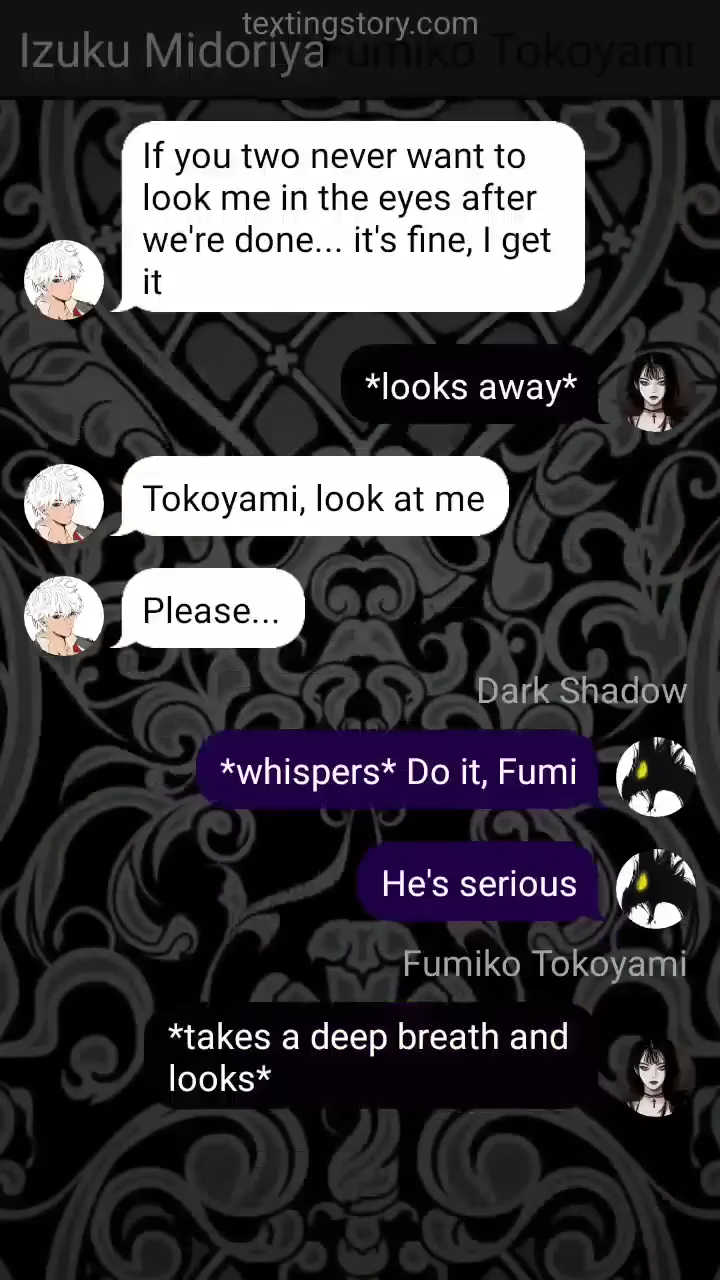 textingstory.com
Izuku Midoriya Fumiko Tokoyami
If you two never want to
look me in the eyes after
we're done... it's fine, I get
it
*looks away*
Tokoyami, look at me
Please...
Dark Shadow
*whispers* Do it, Fumi
He's serious
Fumiko Tokoyami
*takes a deep breath and
looks*